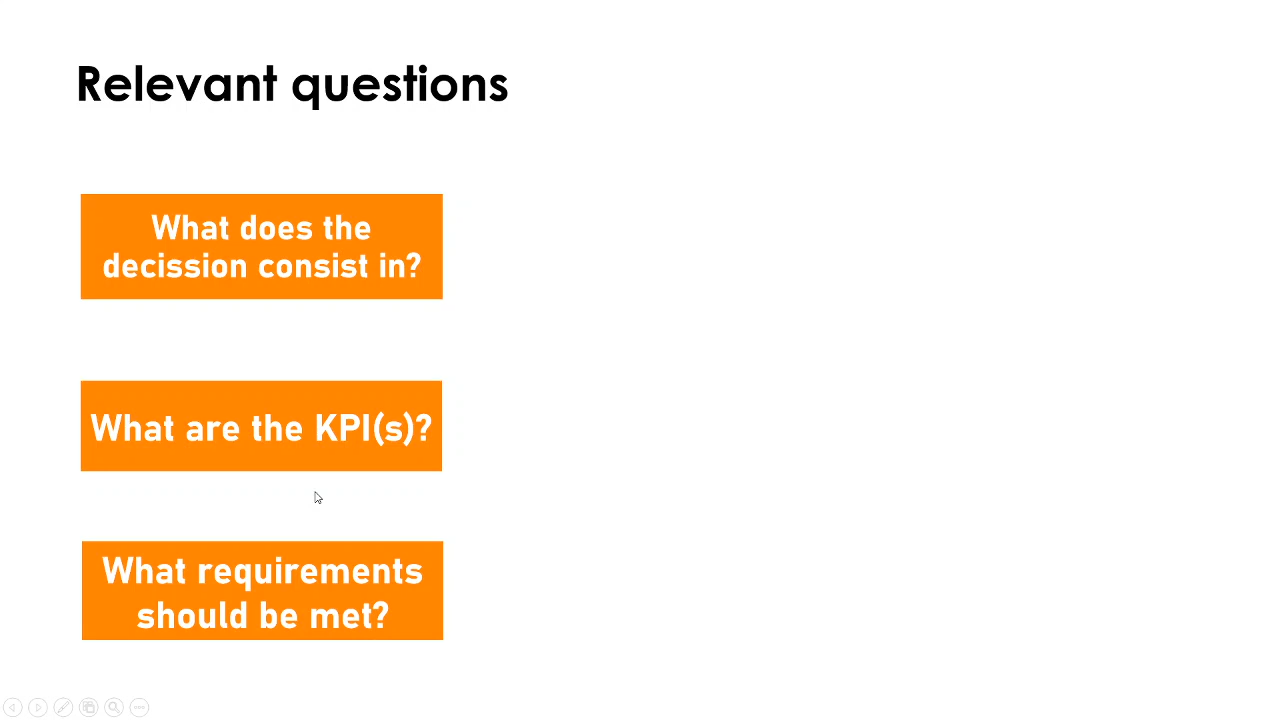 Relevant questions
What does the
decission consist in?
What are the KPI(s)?
What requirements
should be met?